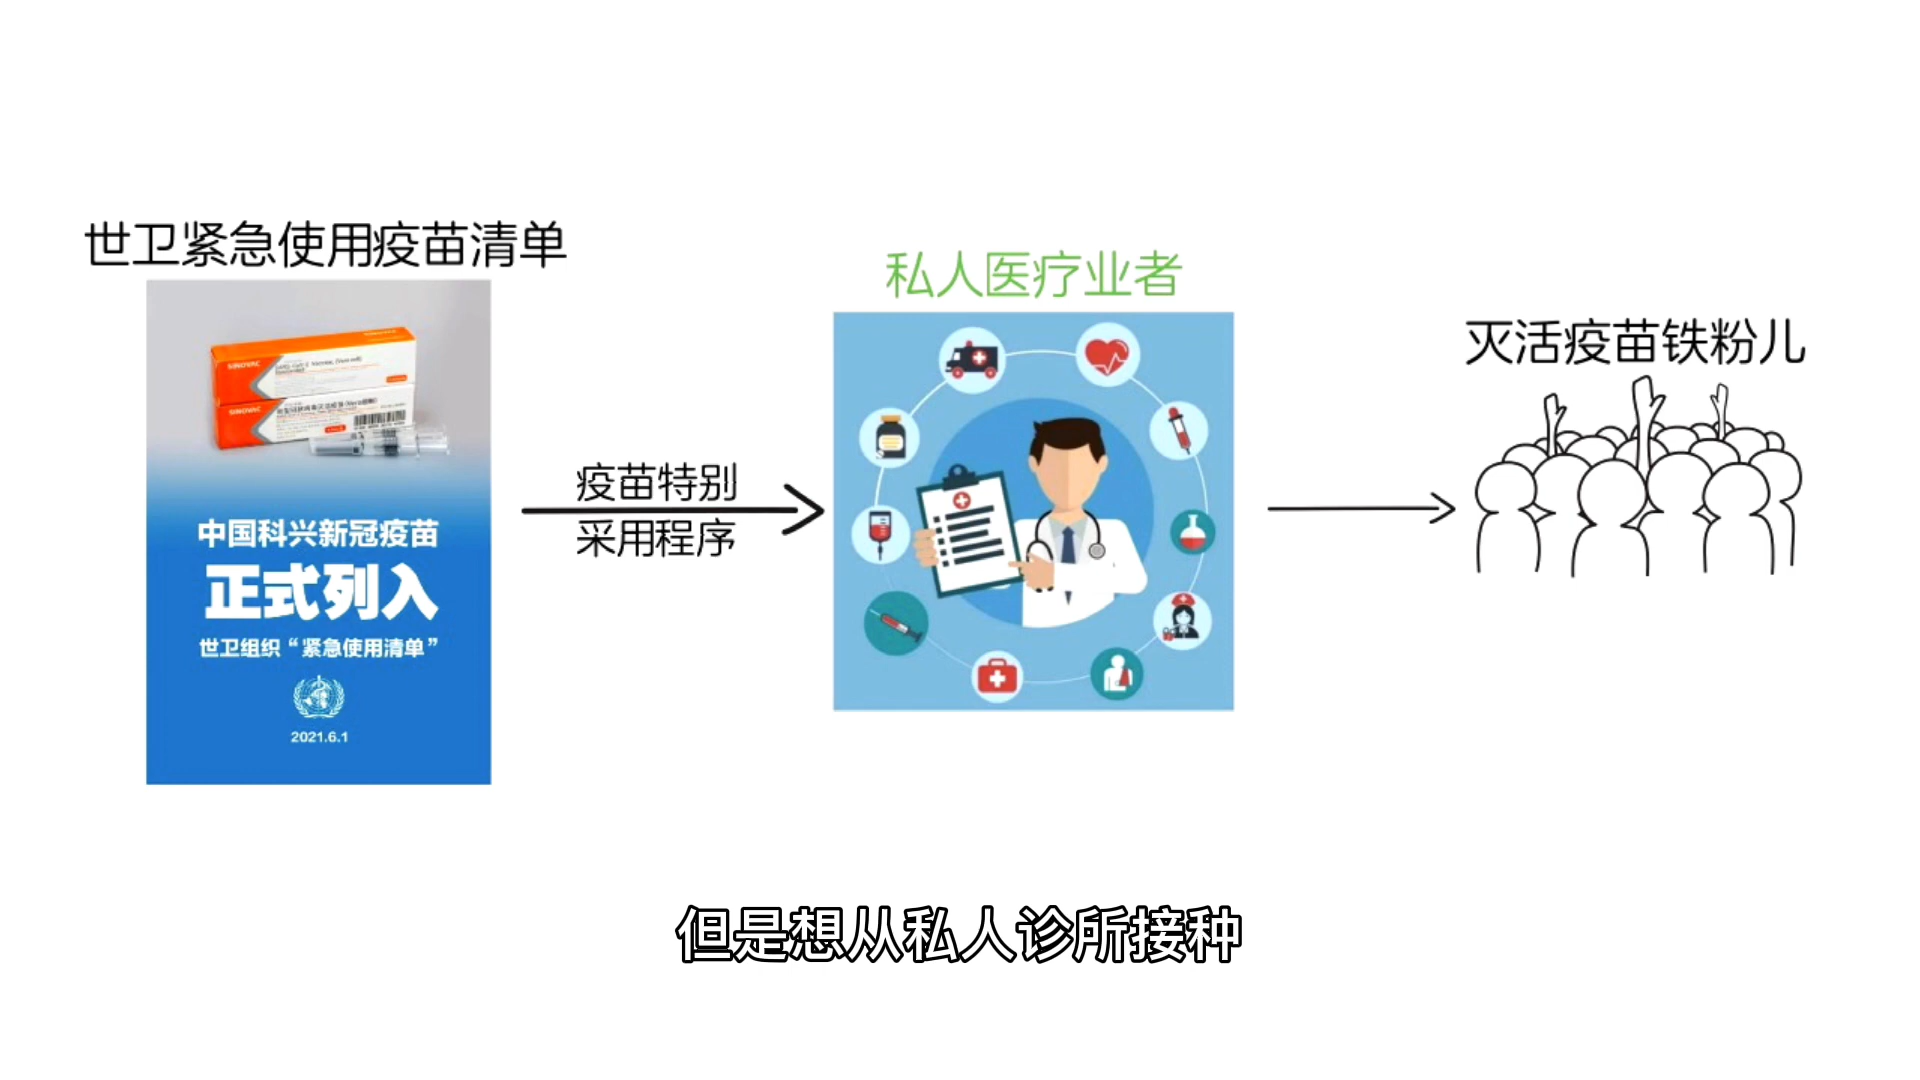 世卫紧急使用疫苗清单
SINOVAC
SINOVAC
中国科兴新冠疫苗
正式列入
世卫组织“紧急使用清单”
2021.6.1
疫苗特别
采用程序
私人医疗业者
灭活疫苗铁粉儿
但是想从私人诊所接种